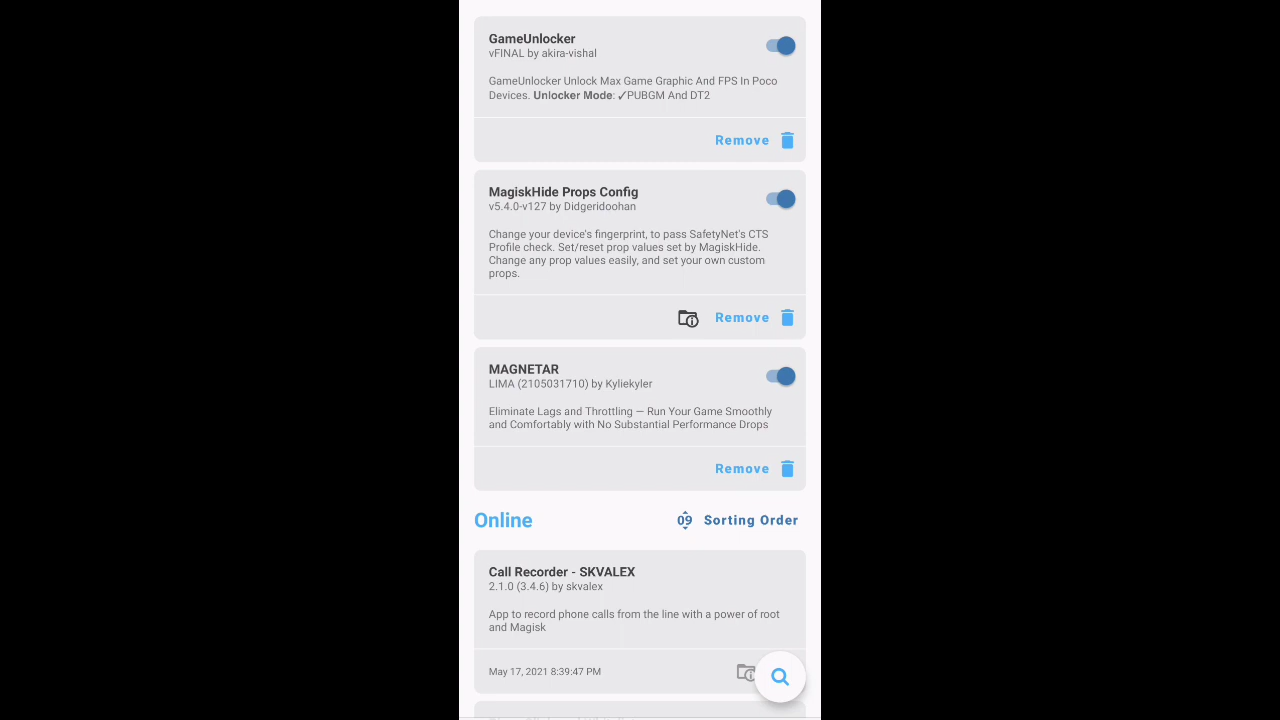 GameUnlocker
vFINAL by akira-vishal
GameUnlocker Unlock Max Game Graphic And FPS In Poco
Devices. Unlocker Mode: ✓PUBGM And DT2
Remove
MagiskHide Props Config
v5.4.0-v127 by Didgeridoohan
Change your device's fingerprint, to pass SafetyNet's CTS
Profile check. Set/reset prop values set by MagiskHide.
Change any prop values easily, and set your own custom
props.
Remove
MAGNETAR
LIMA (2105031710) by Kyliekyler
Eliminate Lags and Throttling — Run Your Game Smoothly
and Comfortably with No Substantial Performance Drops
Remove
Online
09 Sorting Order
Call Recorder - SKVALEX
2.1.0 (3.4.6) by skvalex
App to record phone calls from the line with a power of root
and Magisk
May 17, 2021 8:39:47 PM